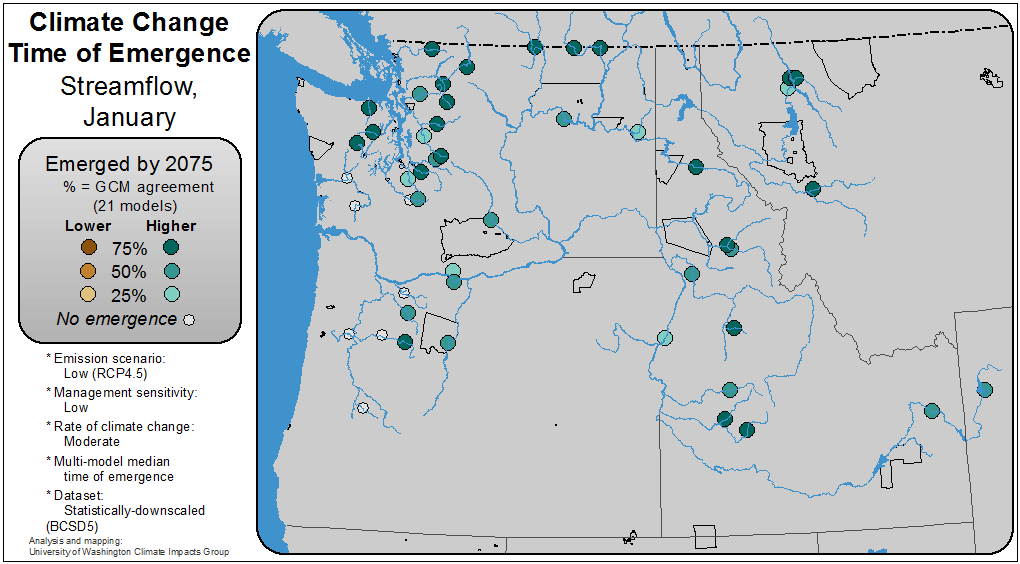 Climate Change
Time of Emergence
Streamflow,
January
Emerged by 2075
% = GCM agreement
(21 models)
Lower Higher
75%
50%
25%
No emergence
* Emission scenario:
Low (RCP4.5)
* Management sensitivity:
Low
* Rate of climate change:
Moderate
* Multi-model median
time of emergence
* Dataset:
Statistically-downscaled
(BCSD5)
Analysis and mapping:
University of Washington Climate Impacts Group